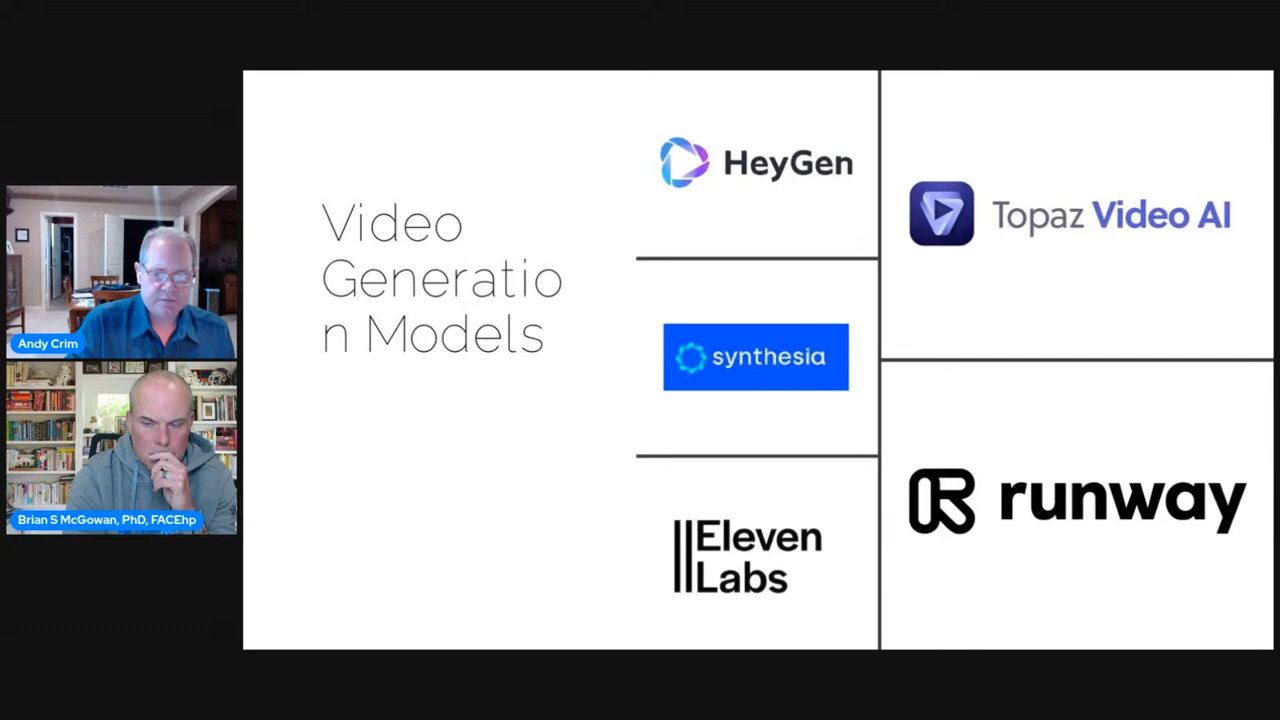 Andy Crim
Brian S McGowan, PhD, FACEhp
Video
Generatio
n Models
HeyGen
synthesia
Eleven
Labs
Topaz Video AI
runway